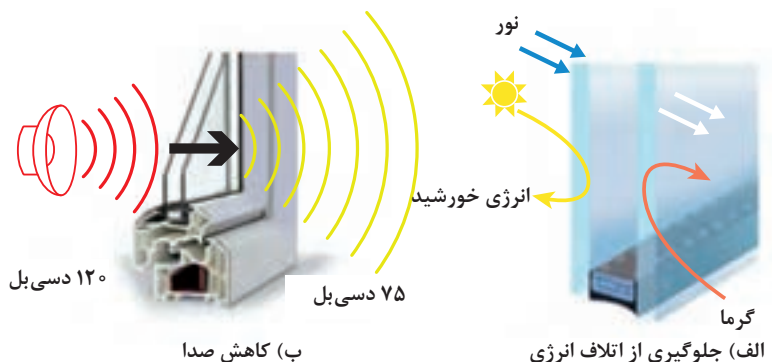 نور
انرژی خورشید
گرما
الف) جلوگیری از اتلاف انرژی
۱۲۰ دسی‌بل
۷۵ دسی‌بل
ب) کاهش صدا